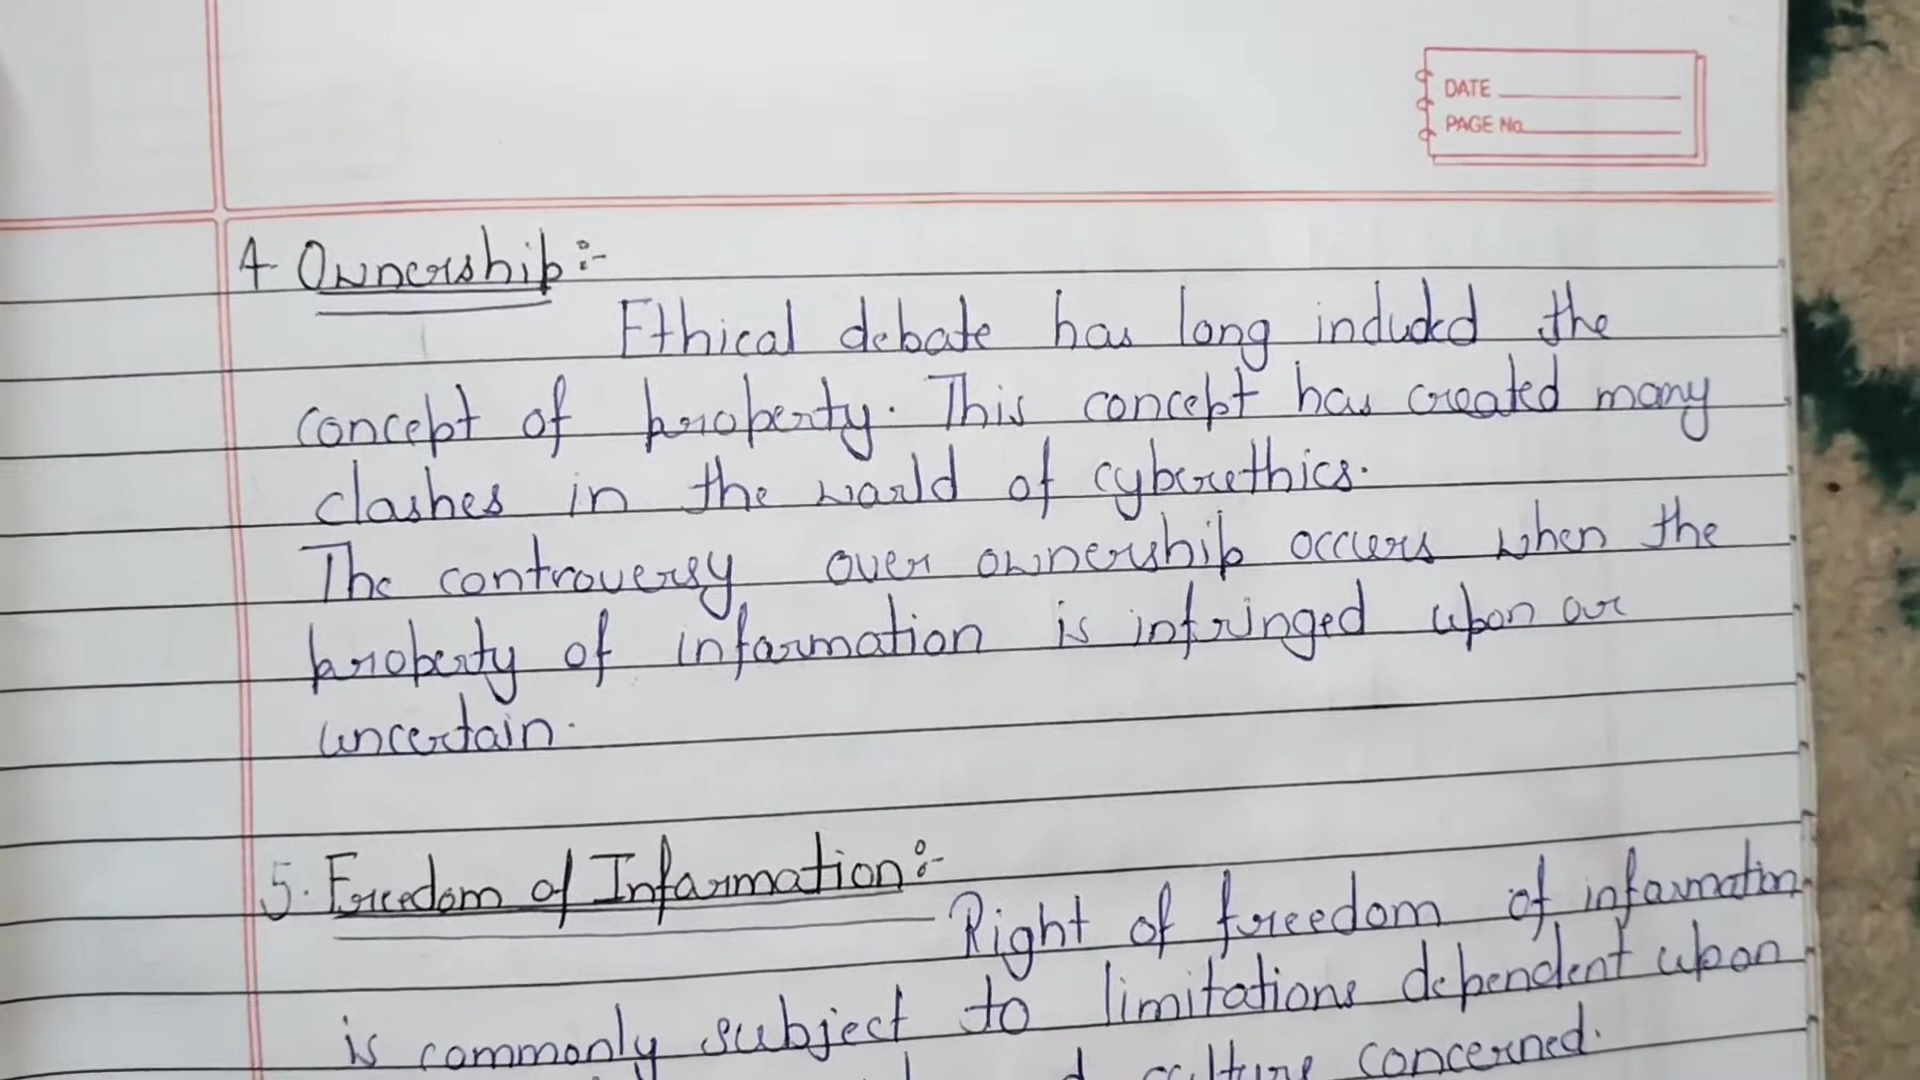 DATE
PAGE No.
4. Ownership :-
Ethical debate has long included the
concept of property. This concept has created many
clashes in the world of cyberethics.
The controversy over ownership occurs when the
property of information is infringed upon or
uncertain.
5. Freedom of Information :-
Right of freedom of information
is commonly subject to limitations dependent upon
culture concerned.